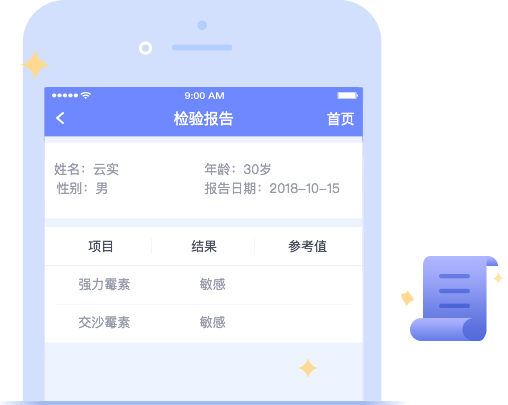 9:00 AM
检验报告 首页
姓名：云实 年龄：30岁
性别：男 报告日期：2018-10-15
项目 结果 参考值
强力霉素 敏感
交沙霉素 敏感